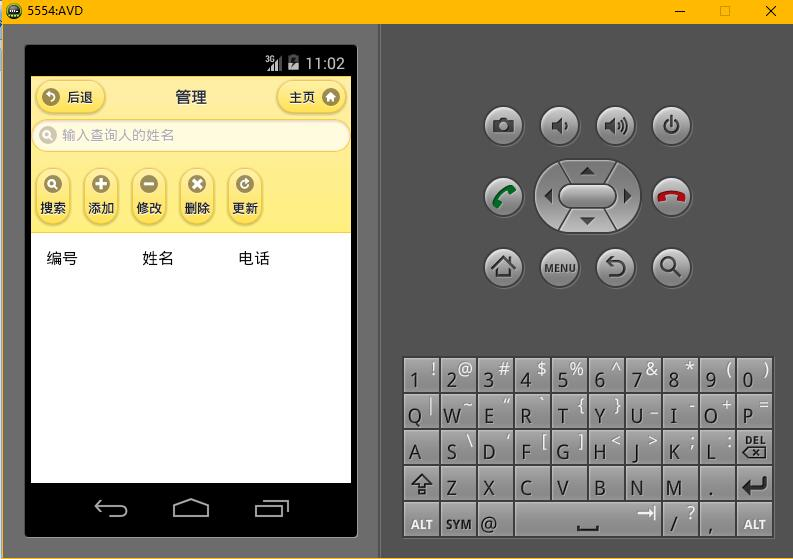 5554:AVD
3G 11:02
后退 管理 主页
输入查询人的姓名
搜索 添加 修改 删除 更新
编号 姓名 电话
MENU
1 ! 2 @ 3 # 4 $ 5 % 6 ^ 7 & 8 * 9 ( 0 )
Q | W ~ E “ R ` T { Y } U _ I - O + P =
A S \ D ‘ F [ G ] H < J > K ; L : DEL
Z X C V B N M .
ALT SYM @ / ? , ALT